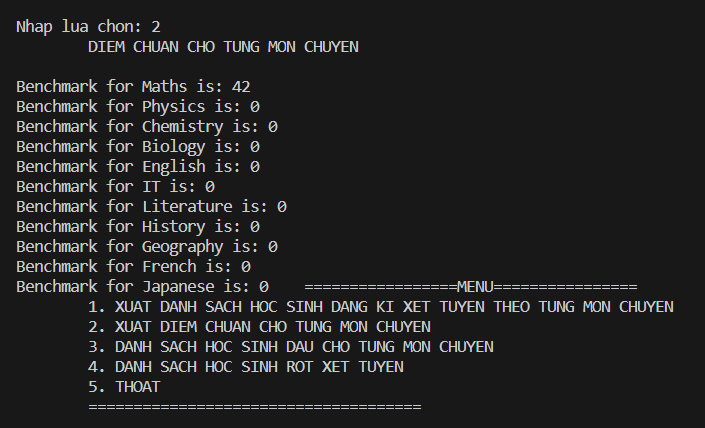 Nhap lua chon: 2
DIEM CHUAN CHO TUNG MON CHUYEN
Benchmark for Maths is: 42
Benchmark for Physics is: 0
Benchmark for Chemistry is: 0
Benchmark for Biology is: 0
Benchmark for English is: 0
Benchmark for IT is: 0
Benchmark for Literature is: 0
Benchmark for History is: 0
Benchmark for Geography is: 0
Benchmark for French is: 0
Benchmark for Japanese is: 0    =================MENU================
1. XUAT DANH SACH HOC SINH DANG KI XET TUYEN THEO TUNG MON CHUYEN
2. XUAT DIEM CHUAN CHO TUNG MON CHUYEN
3. DANH SACH HOC SINH DAU CHO TUNG MON CHUYEN
4. DANH SACH HOC SINH ROT XET TUYEN
5. THOAT
=====================================